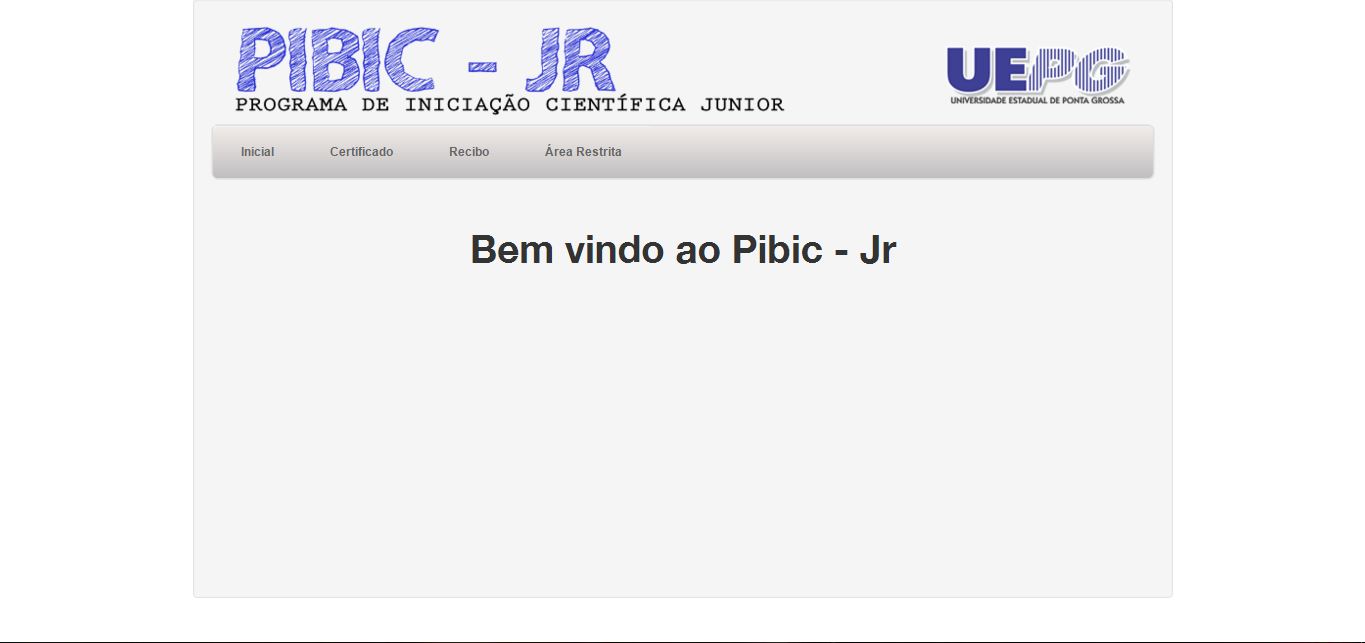 PIBIC - JR
PROGRAMA DE INICIAÇÃO CIENTÍFICA JUNIOR
UEPG
UNIVERSIDADE ESTADUAL DE PONTA GROSSA
Inicial Certificado Recibo Área Restrita
Bem vindo ao Pibic - Jr